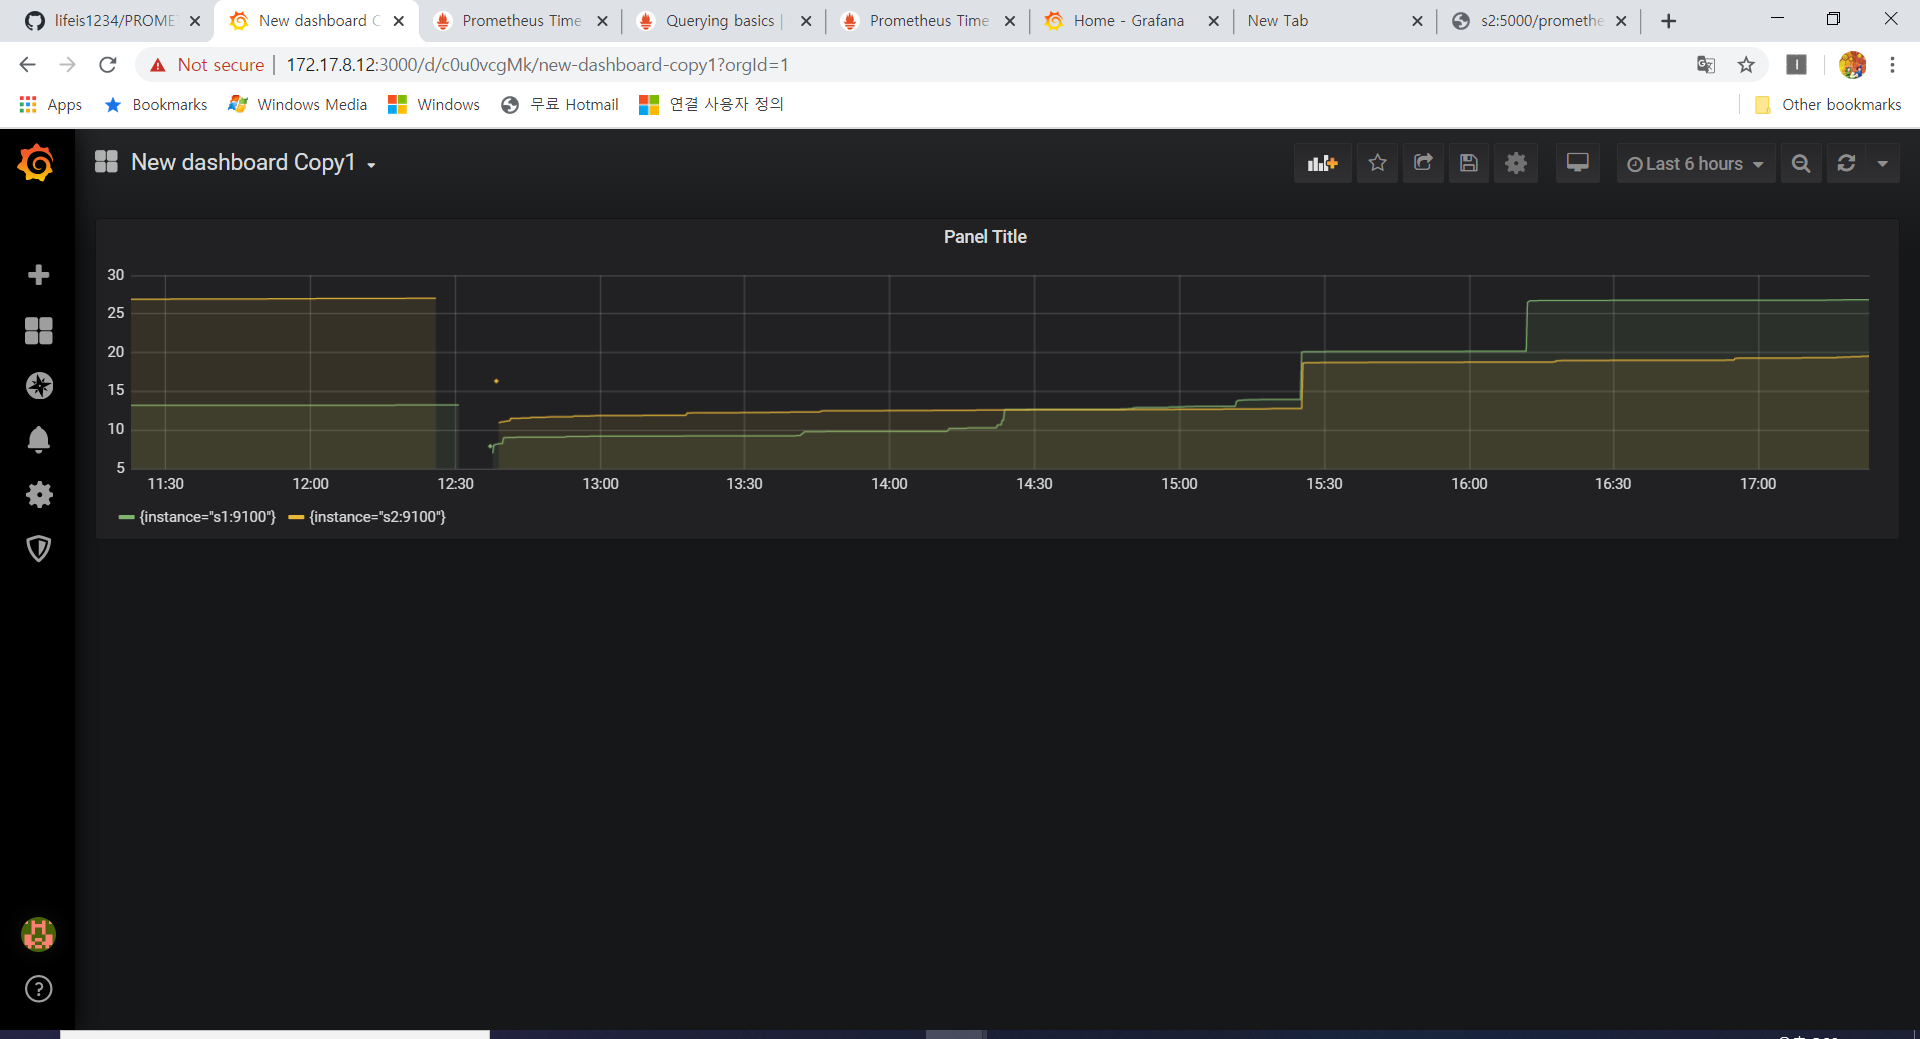 lifeis1234/PROME
New dashboard C
Prometheus Time
Querying basics |
Prometheus Time
Home - Grafana
New Tab
s2:5000/promethe
Not secure | 172.17.8.12:3000/d/c0u0vcgMk/new-dashboard-copy1?orgId=1
Apps Bookmarks Windows Media Windows 무료 Hotmail 연결 사용자 정의 Other bookmarks
New dashboard Copy1
Last 6 hours
Panel Title
30
25
20
15
10
5
11:30 12:00 12:30 13:00 13:30 14:00 14:30 15:00 15:30 16:00 16:30 17:00
{instance="s1:9100"} {instance="s2:9100"}